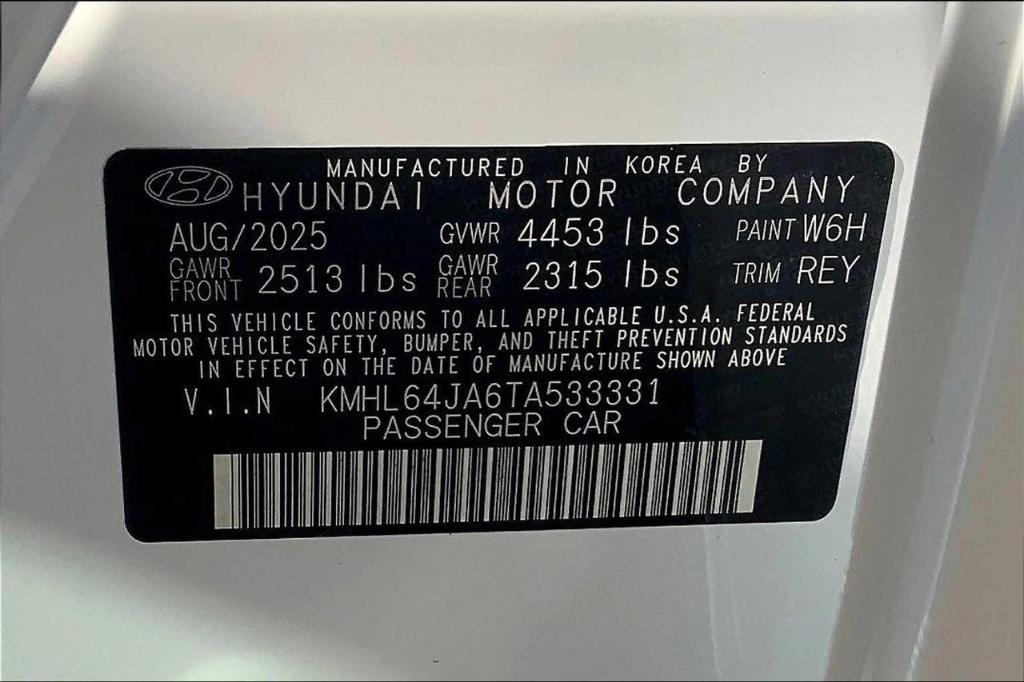 MANUFACTURED IN KOREA BY
HYUNDAI MOTOR COMPANY
AUG/2025 GVWR 4453 lbs PAINT W6H
GAWR FRONT 2513 lbs GAWR REAR 2315 lbs TRIM REY
THIS VEHICLE CONFORMS TO ALL APPLICABLE U.S.A. FEDERAL
MOTOR VEHICLE SAFETY, BUMPER, AND THEFT PREVENTION STANDARDS
IN EFFECT ON THE DATE OF MANUFACTURE SHOWN ABOVE
V.I.N KMHL64JA6TA533331
PASSENGER CAR